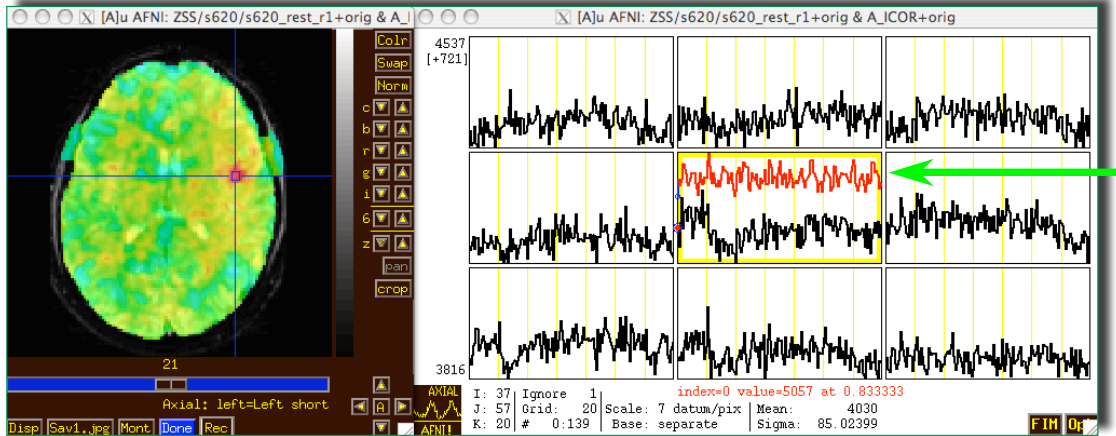 [A]u AFNI: ZSS/s620/s620_rest_r1+orig & A_I
[A]u AFNI: ZSS/s620/s620_rest_r1+orig & A_ICOR+orig
Colr
Swap
Norm
c
b
r
g
i
6
z
pan
crop
21
Axial: left=Left short
A
Disp Sav1.jpg Mont Done Rec
4537
[+721]
3816
AXIAL
AFNI
index=0 value=5057 at 0.833333
I: 37 Ignore 1
J: 57 Grid: 20 Scale: 7 datum/pix Mean: 4030
K: 20 # 0:139 Base: separate Sigma: 85.02399
FIM Opt